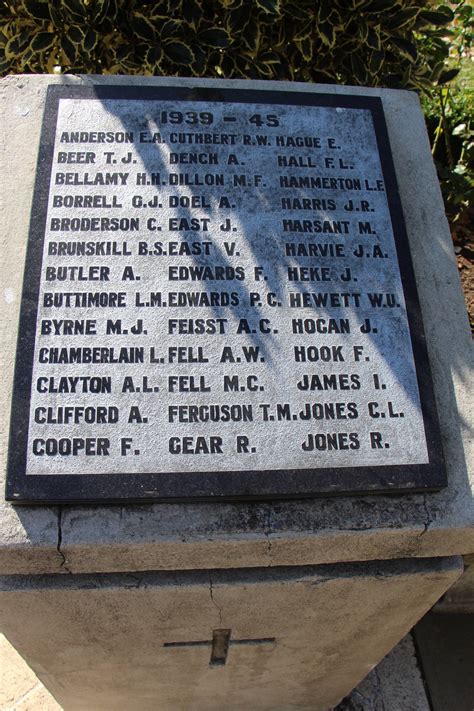 1939 - 45
ANDERSON E.A. CUTHBERT R.W. HAGUE E.
BEER T.J. DENCH A. HALL F.L.
BELLAMY H.H. DILLON M.F. HAMMERTON L.E
BORRELL G.J. DOEL A. HARRIS J.R.
BRODERSON C. EAST J. HARSANT M.
BRUNSKILL B.S. EAST V. HARVIE J.A.
BUTLER A. EDWARDS F. HEKE J.
BUTTIMORE L.M. EDWARDS P.C. HEWETT W.U.
BYRNE M.J. FEISST A.C. HOGAN J.
CHAMBERLAIN L. FELL A.W. HOOK F.
CLAYTON A.L. FELL M.C. JAMES I.
CLIFFORD A. FERGUSON T.M. JONES C.L.
COOPER F. GEAR R. JONES R.